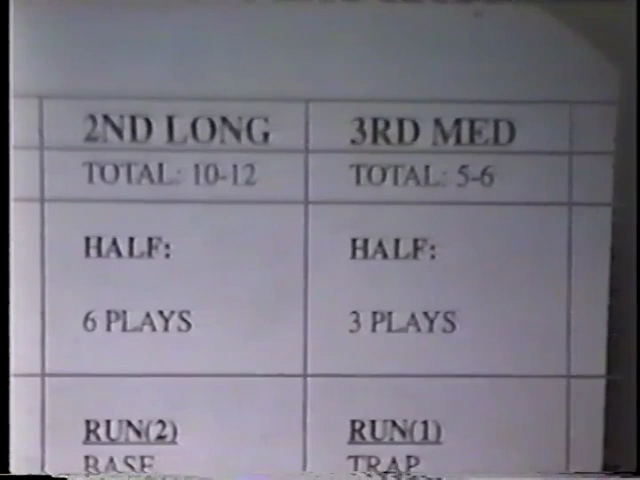 2ND LONG
3RD MED
TOTAL: 10-12
TOTAL: 5-6
HALF:
HALF:
6 PLAYS
3 PLAYS
RUN(2)
RUN(1)
BASE
TRAP